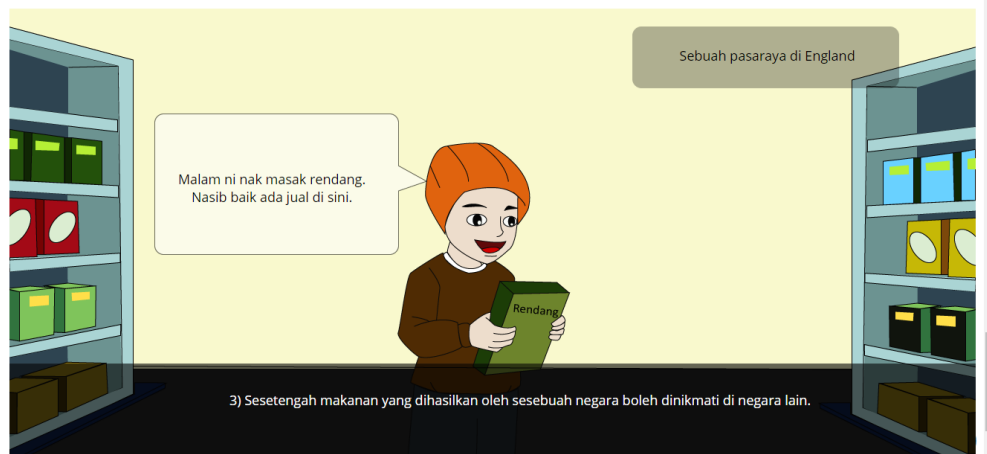 Sebuah pasaraya di England
Malam ni nak masak rendang.
Nasib baik ada jual di sini.
Rendang
3) Sesetengah makanan yang dihasilkan oleh sesebuah negara boleh dinikmati di negara lain.